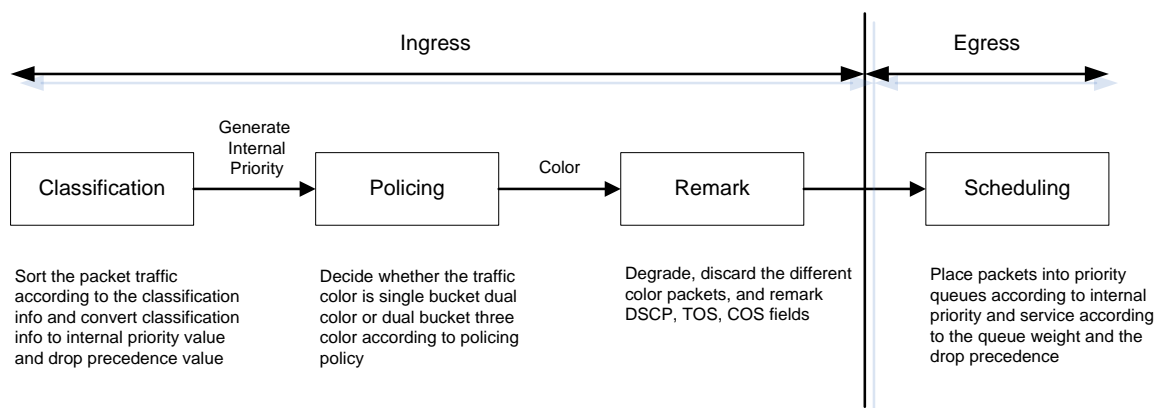 Ingress
Egress
Generate
Internal
Priority
Color
Classification
Policing
Remark
Scheduling
Sort the packet traffic
according to the classification
info and convert classification
info to internal priority value
and drop precedence value
Decide whether the traffic
color is single bucket dual
color or dual bucket three
color according to policing
policy
Degrade, discard the different
color packets, and remark
DSCP, TOS, COS fields
Place packets into priority
queues according to internal
priority and service according
to the queue weight and the
drop precedence